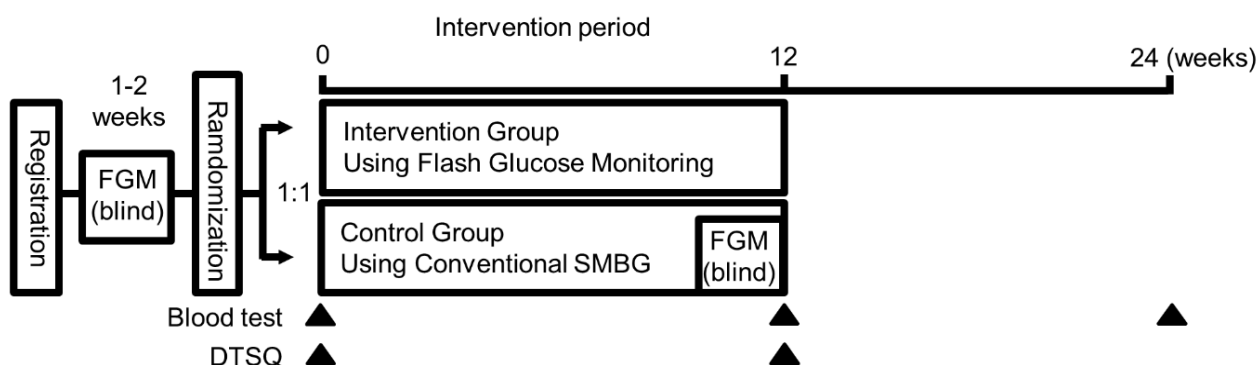 Intervention period
0
12
24 (weeks)
1-2
weeks
Registration
FGM
(blind)
Ramdomization
1:1
Intervention Group
Using Flash Glucose Monitoring
Control Group
Using Conventional SMBG
FGM
(blind)
Blood test
DTSQ